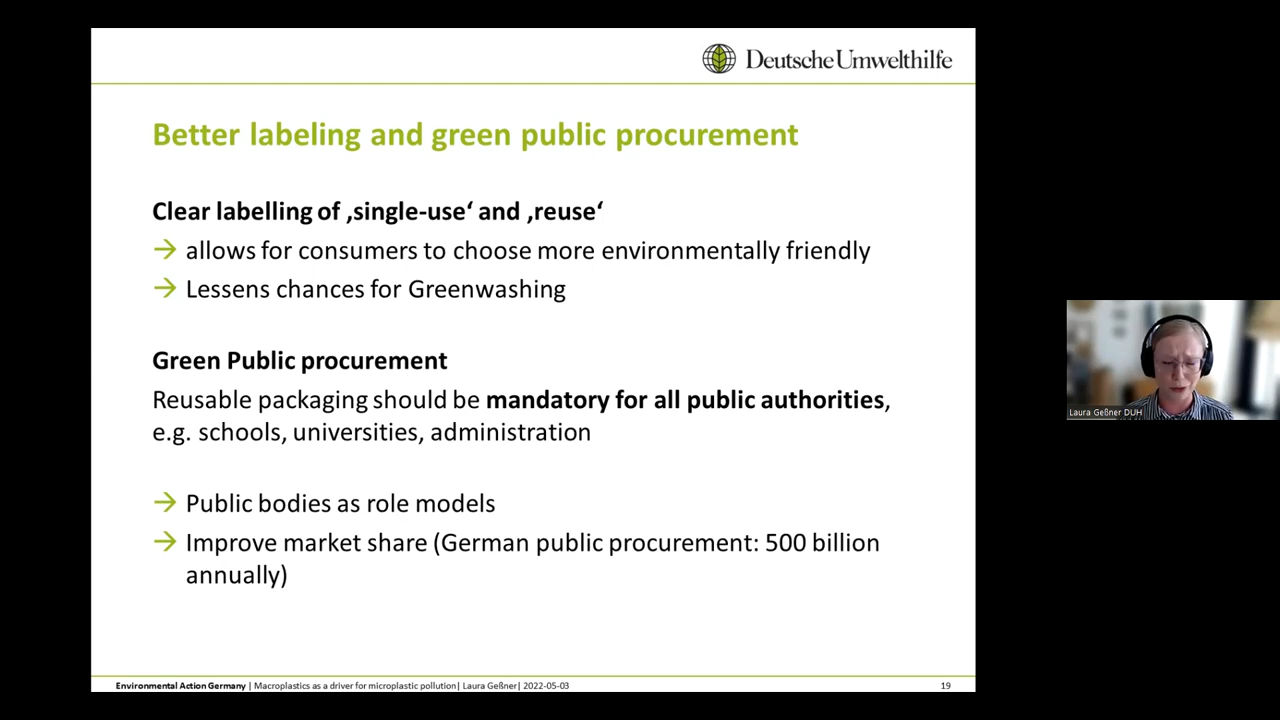 Deutsche Umwelthilfe
Better labeling and green public procurement
Clear labelling of ‚single-use‘ and ‚reuse‘
→ allows for consumers to choose more environmentally friendly
→ Lessens chances for Greenwashing
Green Public procurement
Reusable packaging should be mandatory for all public authorities,
e.g. schools, universities, administration
→ Public bodies as role models
→ Improve market share (German public procurement: 500 billion
annually)
Laura Geßner DUH
Environmental Action Germany | Macroplastics as a driver for microplastic pollution| Laura Geßner| 2022-05-03
19